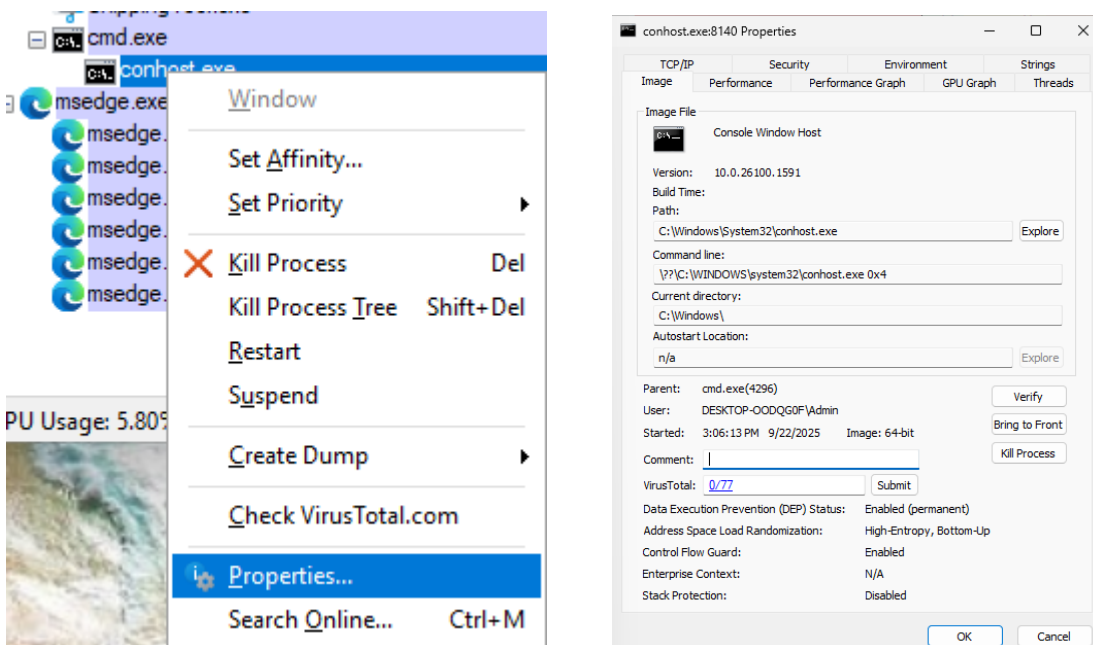 cmd.exe
conhost.exe
msedge.exe
msedge.
msedge.
msedge.
msedge.
msedge.
msedge.
PU Usage: 5.80%
Window
Set Affinity...
Set Priority
Kill Process Del
Kill Process Tree Shift+Del
Restart
Suspend
Create Dump
Check VirusTotal.com
Properties...
Search Online... Ctrl+M
conhost.exe:8140 Properties
TCP/IP Security Environment Strings
Image Performance Performance Graph GPU Graph Threads
Image File
Console Window Host
Version: 10.0.26100.1591
Build Time:
Path:
C:\Windows\System32\conhost.exe Explore
Command line:
\??\C:\WINDOWS\system32\conhost.exe 0x4
Current directory:
C:\Windows\
Autostart Location:
n/a Explore
Parent: cmd.exe(4296)
Verify
User: DESKTOP-OODQG0F\Admin
Bring to Front
Started: 3:06:13 PM 9/22/2025 Image: 64-bit
Kill Process
Comment:
VirusTotal: 0/77 Submit
Data Execution Prevention (DEP) Status: Enabled (permanent)
Address Space Load Randomization: High-Entropy, Bottom-Up
Control Flow Guard: Enabled
Enterprise Context: N/A
Stack Protection: Disabled
OK Cancel